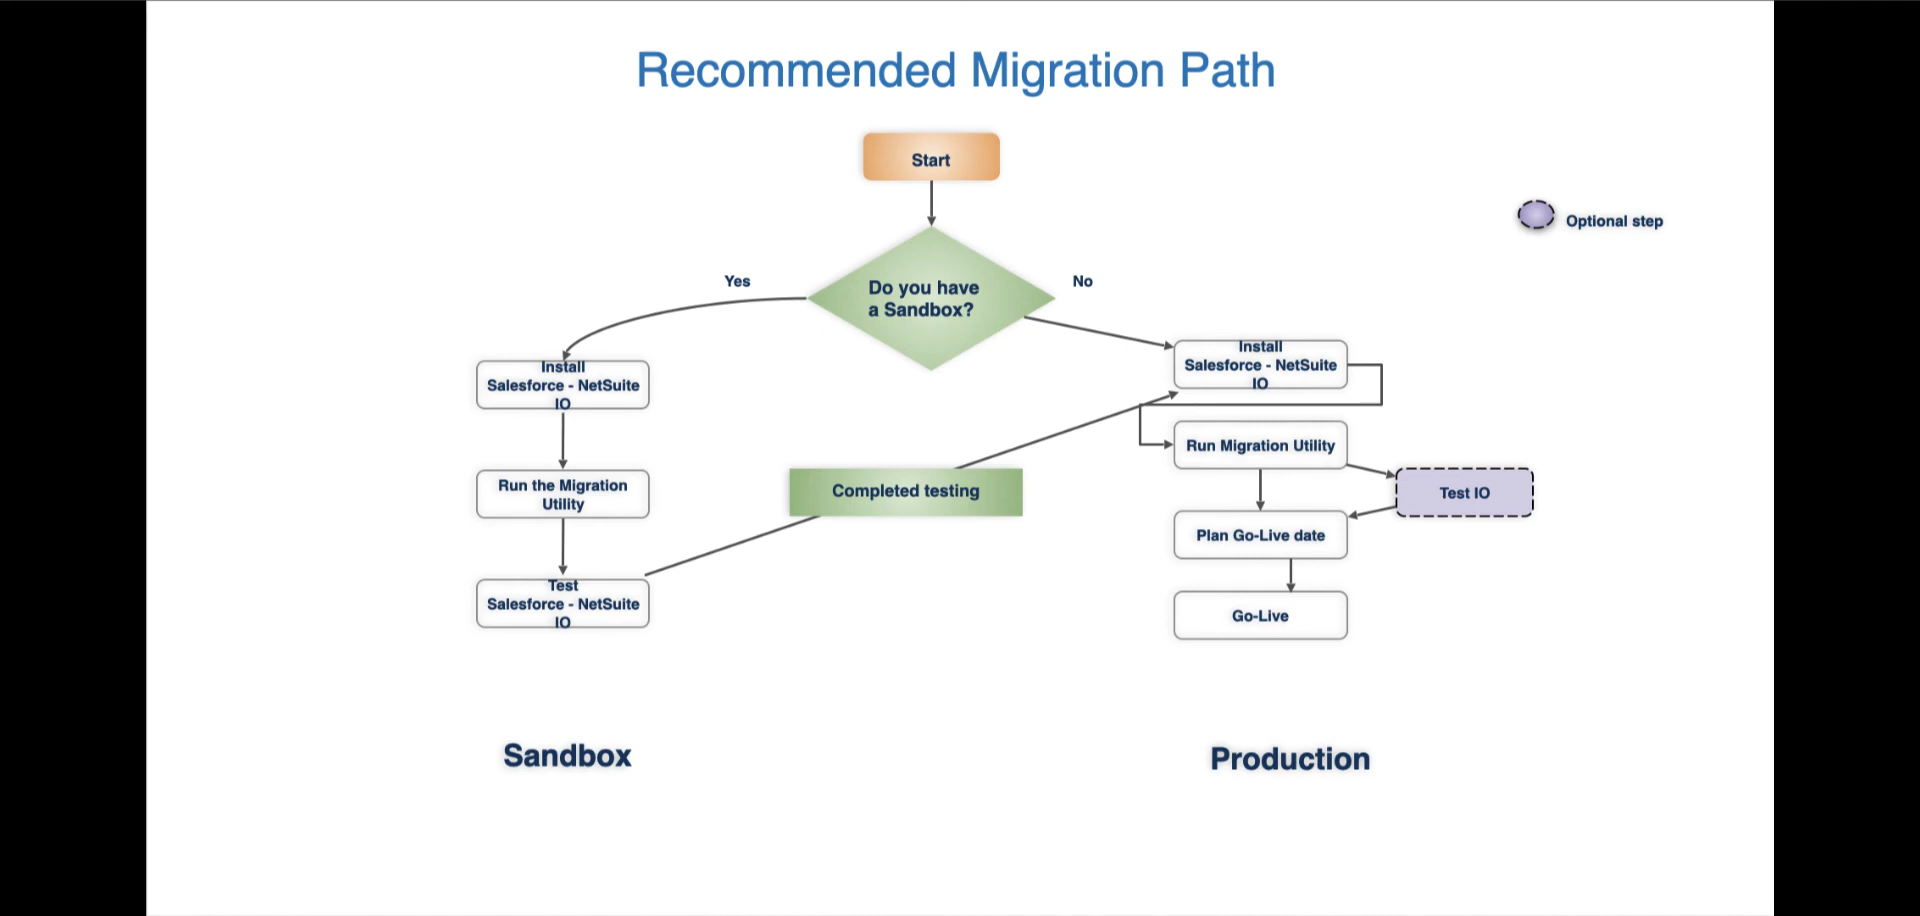 Recommended Migration Path
Start
Optional step
Yes
Do you have
a Sandbox?
No
Install
Salesforce - NetSuite
IO
Run the Migration
Utility
Test
Salesforce - NetSuite
IO
Completed testing
Install
Salesforce - NetSuite
IO
Run Migration Utility
Test IO
Plan Go-Live date
Go-Live
Sandbox
Production